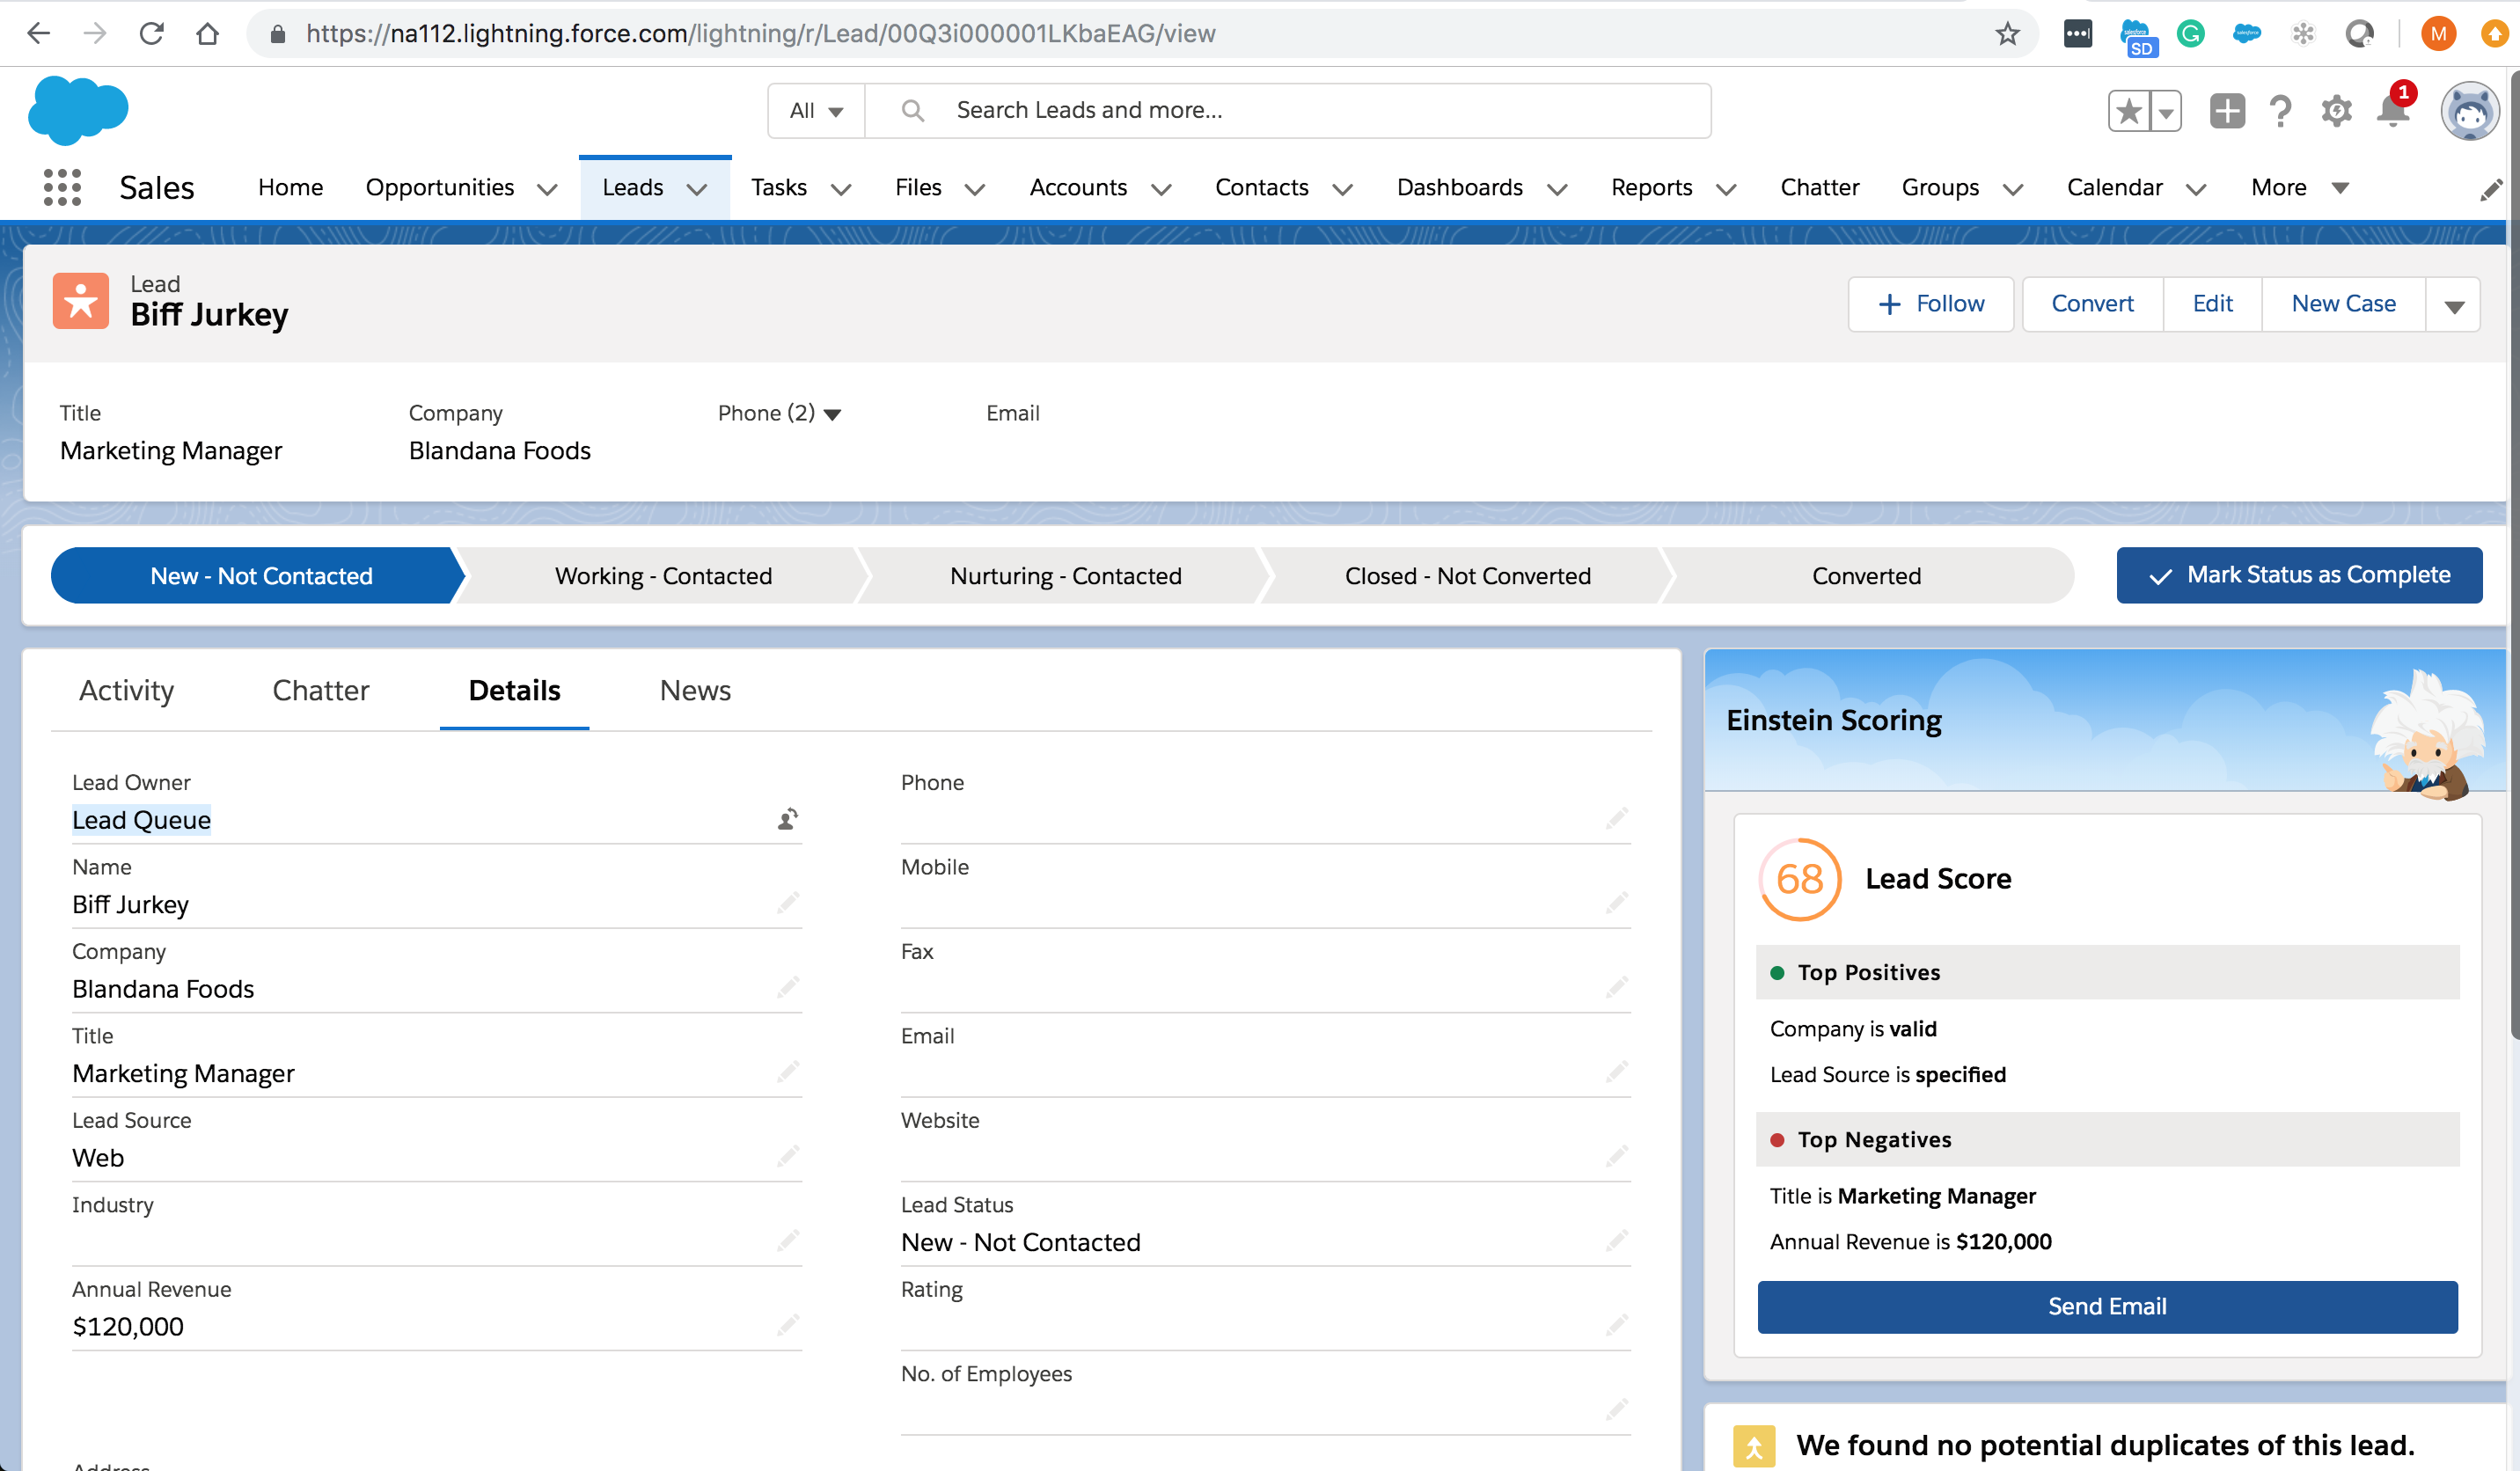 https://na112.lightning.force.com/lightning/r/Lead/00Q3i000001LKbaEAG/view
SD
M
All
Search Leads and more...
1
Sales
Home
Opportunities
Leads
Tasks
Files
Accounts
Contacts
Dashboards
Reports
Chatter
Groups
Calendar
More
Lead
Biff Jurkey
Follow
Convert
Edit
New Case
Title
Company
Phone (2)
Email
Marketing Manager
Blandana Foods
New - Not Contacted
Working - Contacted
Nurturing - Contacted
Closed - Not Converted
Converted
Mark Status as Complete
Activity
Chatter
Details
News
Lead Owner
Lead Queue
Name
Biff Jurkey
Company
Blandana Foods
Title
Marketing Manager
Lead Source
Web
Industry
Annual Revenue
$120,000
Phone
Mobile
Fax
Email
Website
Lead Status
New - Not Contacted
Rating
No. of Employees
Einstein Scoring
68
Lead Score
Top Positives
Company is valid
Lead Source is specified
Top Negatives
Title is Marketing Manager
Annual Revenue is $120,000
Send Email
We found no potential duplicates of this lead.